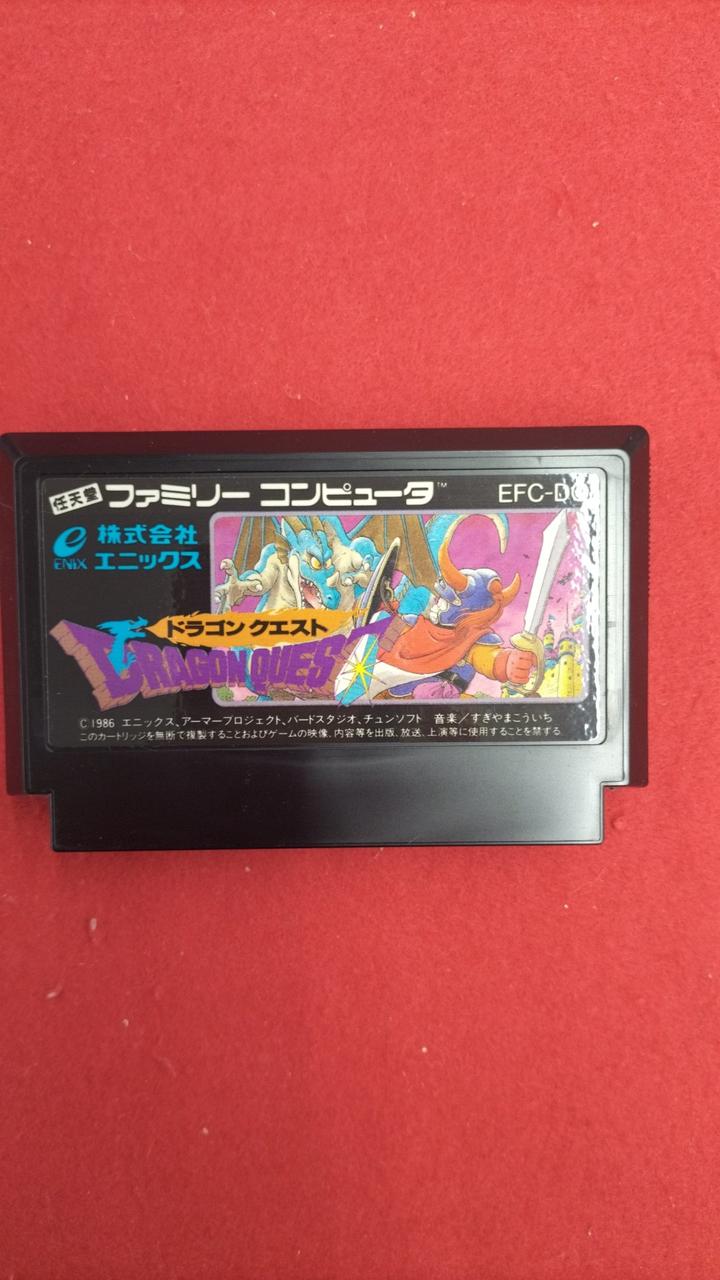 任天堂 ファミリー コンピュータ™ EFC-DQ
株式会社
ENIX エニックス
ドラゴン クエスト
DRAGON QUEST
©1986 エニックス、アーマープロジェクト、バードスタジオ、チュンソフト 音楽／すぎやまこういち
このカートリッジを無断で複製することおよびゲームの映像、内容等を出版、放送、上演等に使用することを禁する